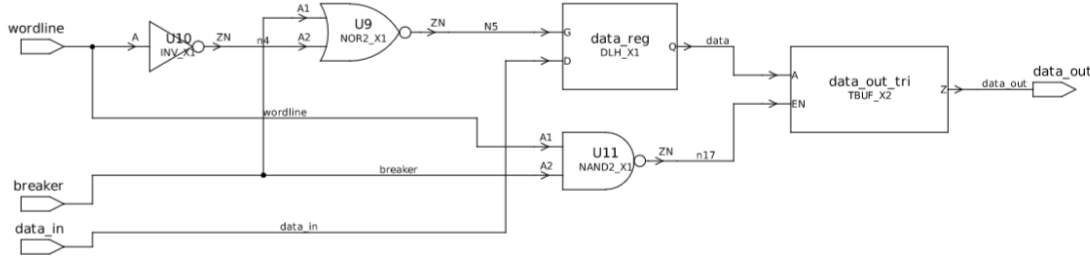 wordline
A
U10
INV_X1
ZN
n4
A1
A2
U9
NOR2_X1
ZN
N5
G
D
data_reg
DLH_X1
Q
data
A
EN
data_out_tri
TBUF_X2
Z
data_out
data_out
wordline
A1
A2
U11
NAND2_X1
ZN
n17
breaker
breaker
data_in
data_in